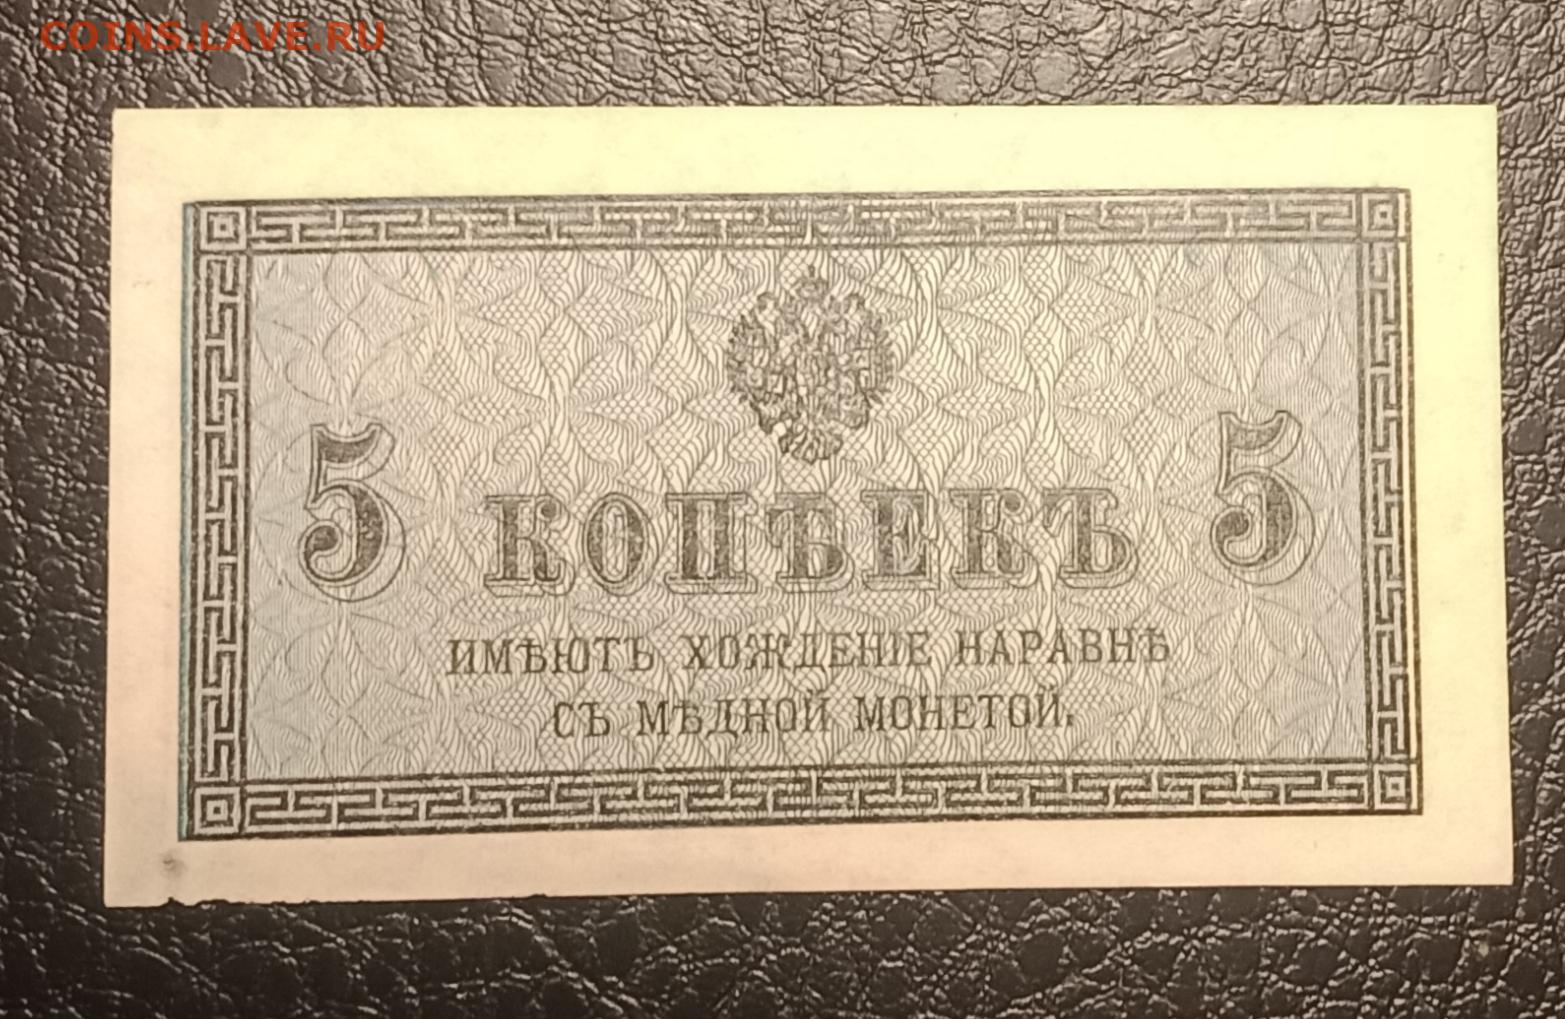 COINS.LAVE.RU
5 КОПѢЕКЪ 5
ИМѢЮТЪ ХОЖДЕНІЕ НАРАВНѢ
СЪ МѢДНОЙ МОНЕТОЙ.